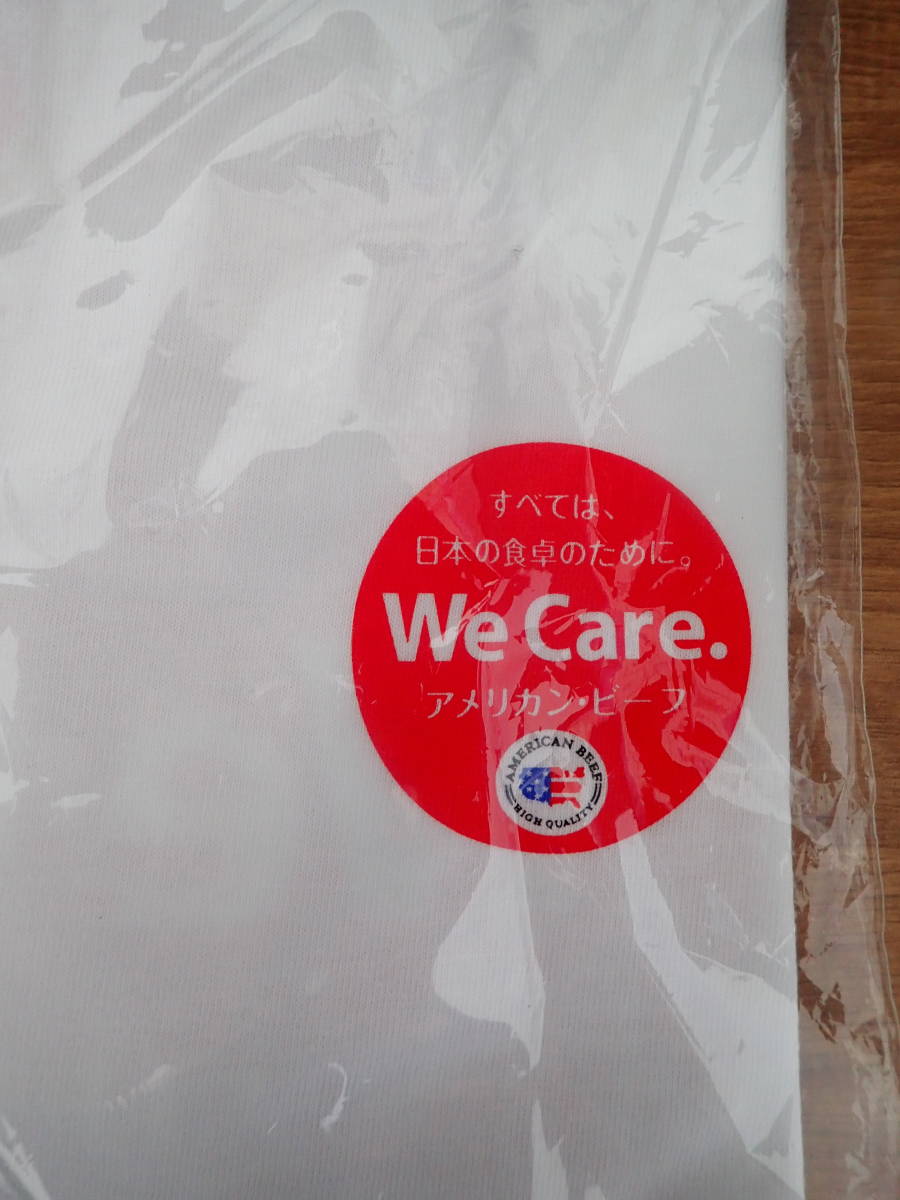 すべては、
日本の食卓のために。
We Care.
アメリカン・ビーフ
AMERICAN BEEF
HIGH QUALITY